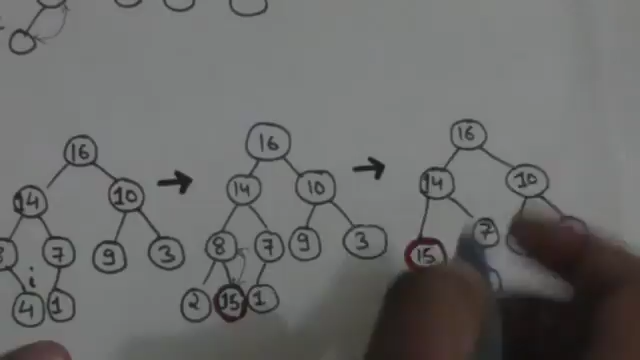 16 → 16 → 16
14 10 14 10 14 10
8 7 9 3 8 7 9 3 15 7
i
4 1 2 15 1